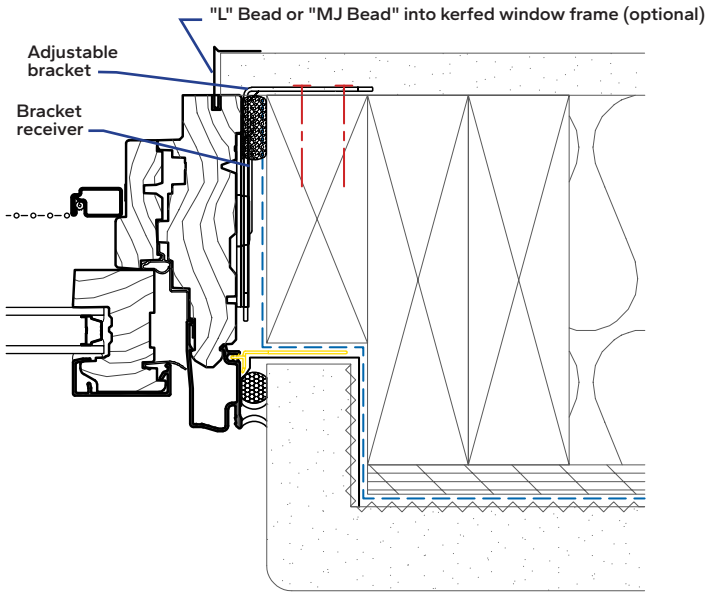 "L" Bead or "MJ Bead" into kerfed window frame (optional)
Adjustable
bracket
Bracket
receiver